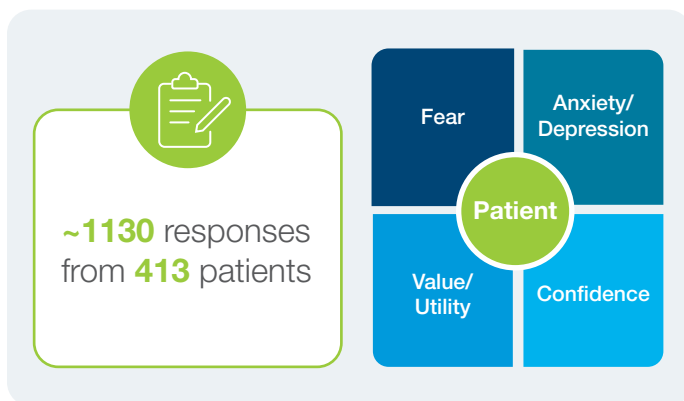 ~1130 responses
from 413 patients
Fear
Anxiety/
Depression
Patient
Value/
Utility
Confidence